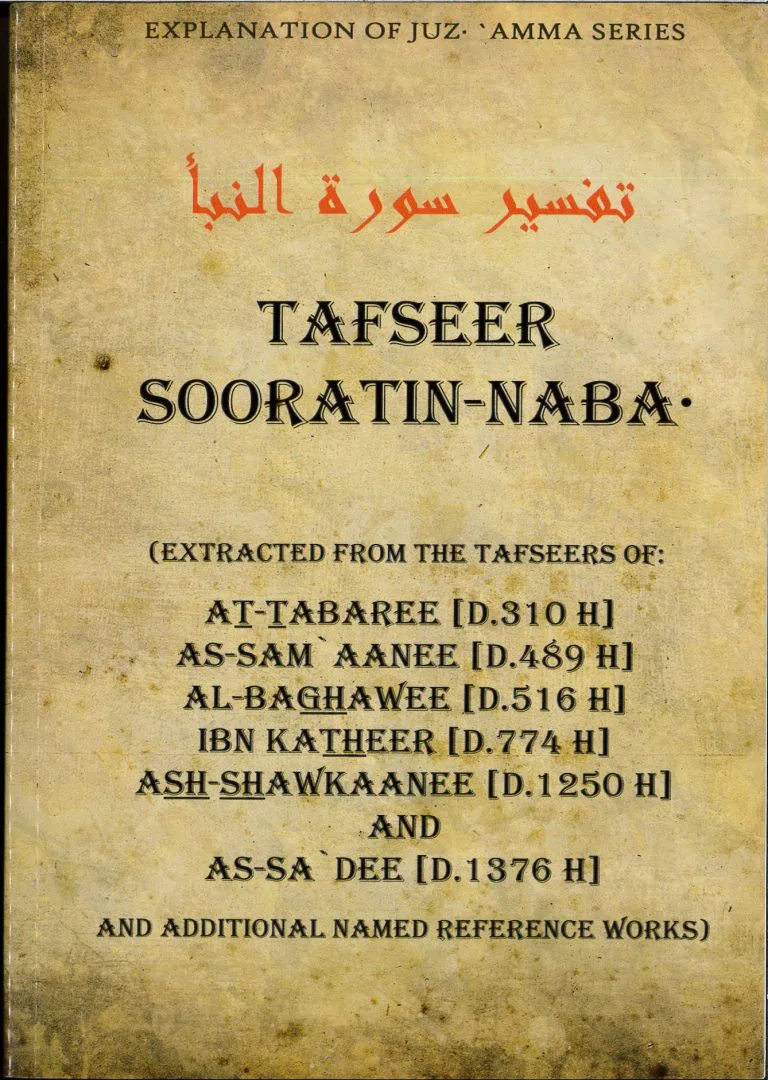 EXPLANATION OF JUZ· `AMMA SERIES
تفسير سورة النبأ
TAFSEER
SOORATIN-NABA·
(EXTRACTED FROM THE TAFSEERS OF:
AT-TABAREE [D.310 H]
AS-SAM`AANEE [D.489 H]
AL-BAGHAWEE [D.516 H]
IBN KATHEER [D.774 H]
ASH-SHAWKAANEE [D.1250 H]
AND
AS-SA`DEE [D.1376 H]
AND ADDITIONAL NAMED REFERENCE WORKS)